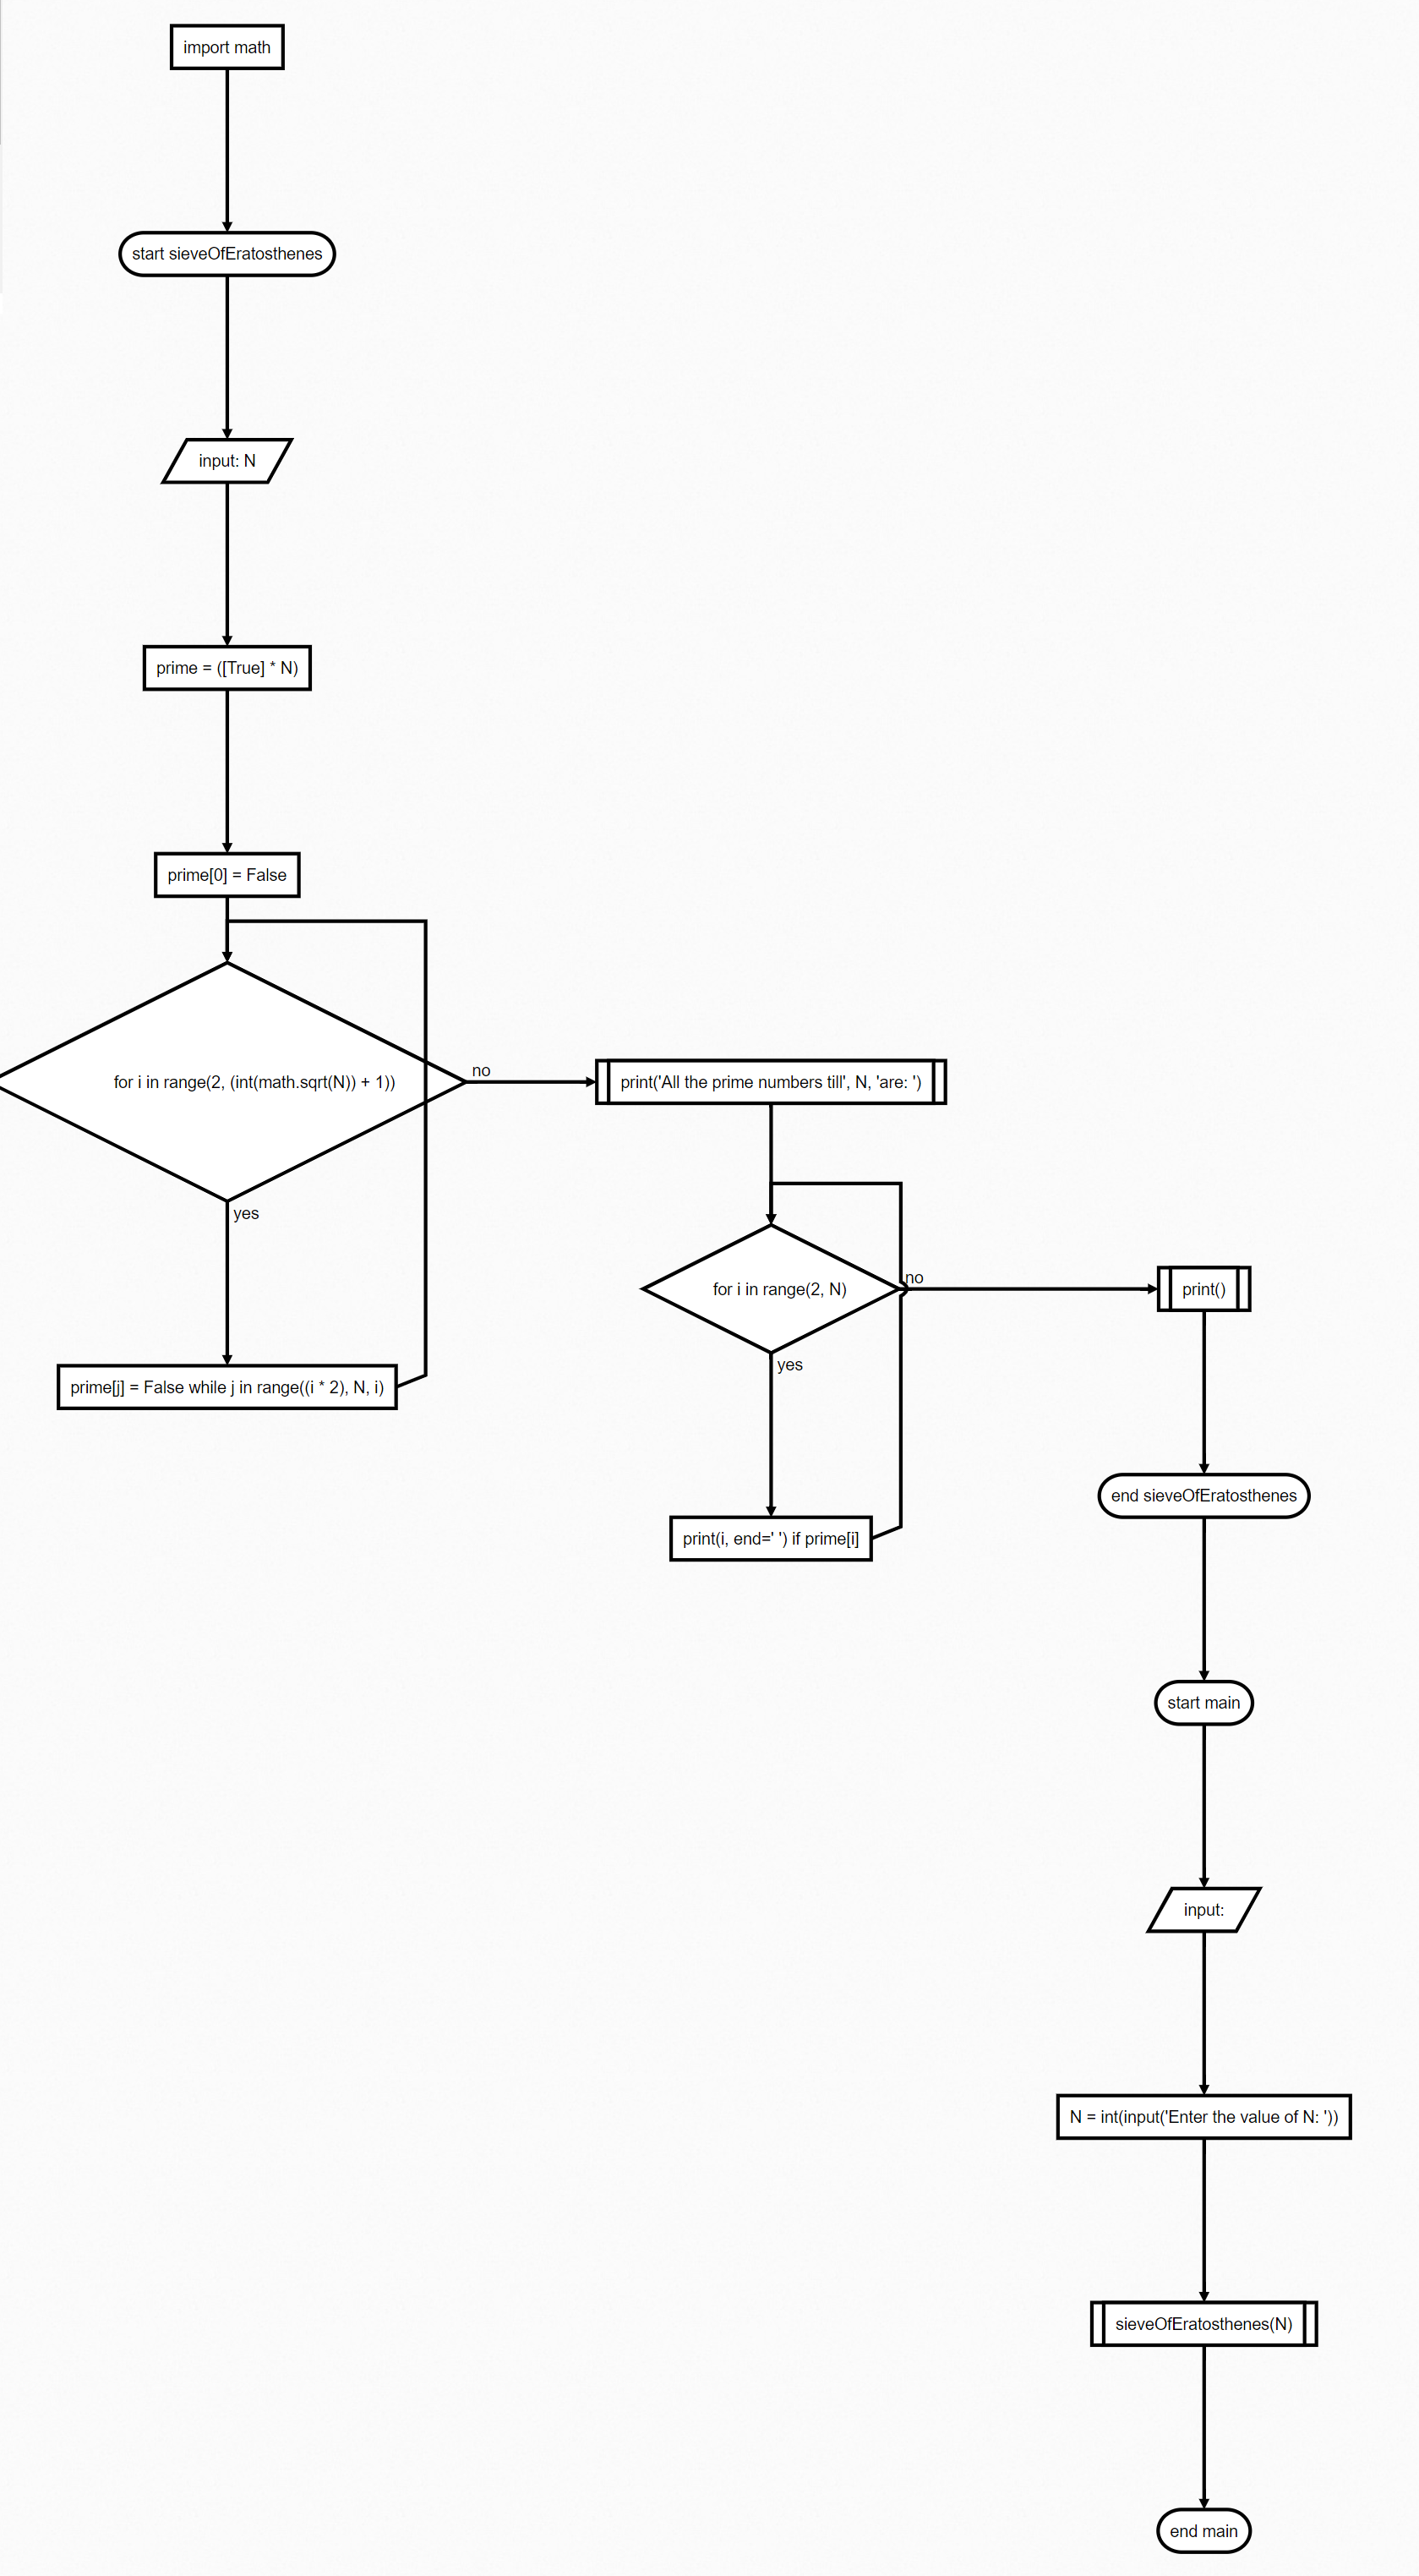 import math
start sieveOfEratosthenes
input: N
prime = ([True] * N)
prime[0] = False
for i in range(2, (int(math.sqrt(N)) + 1))
no
yes
prime[j] = False while j in range((i * 2), N, i)
print('All the prime numbers till', N, 'are: ')
for i in range(2, N)
no
yes
print(i, end=' ') if prime[i]
print()
end sieveOfEratosthenes
start main
input:
N = int(input('Enter the value of N: '))
sieveOfEratosthenes(N)
end main